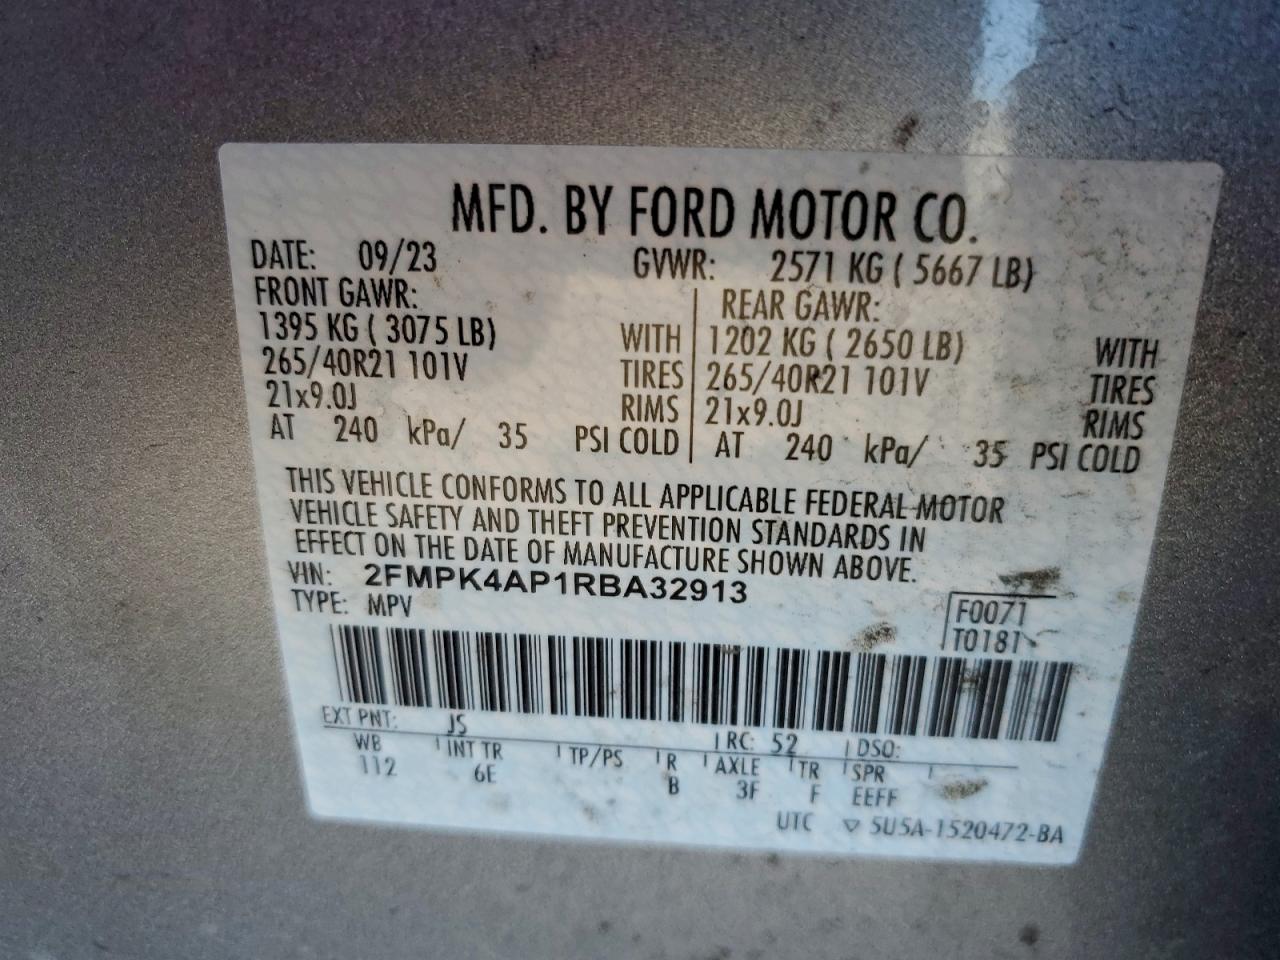 MFD. BY FORD MOTOR CO.
DATE: 09/23 GVWR: 2571 KG ( 5667 LB)
FRONT GAWR: REAR GAWR:
1395 KG ( 3075 LB) WITH 1202 KG ( 2650 LB) WITH
265/40R21 101V TIRES 265/40R21 101V TIRES
21x9.0J RIMS 21x9.0J RIMS
AT 240 kPa/ 35 PSI COLD AT 240 kPa/ 35 PSI COLD
THIS VEHICLE CONFORMS TO ALL APPLICABLE FEDERAL MOTOR
VEHICLE SAFETY AND THEFT PREVENTION STANDARDS IN
EFFECT ON THE DATE OF MANUFACTURE SHOWN ABOVE.
VIN: 2FMPK4AP1RBA32913
TYPE: MPV F0071
T0181
EXT PNT: JS RC: 52 DSO:
WB INT TR TP/PS R AXLE TR SPR
112 6E B 3F F EEFF
UTC ▽ 5U5A-1520472-BA